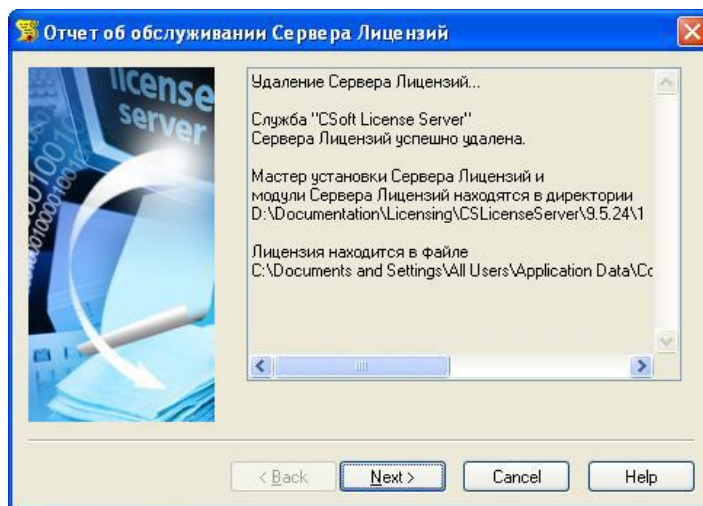 Отчет об обслуживании Сервера Лицензий
license
server
Удаление Сервера Лицензий...
Служба "CSoft License Server"
Сервера Лицензий успешно удалена.
Мастер установки Сервера Лицензий и
модули Сервера Лицензий находятся в директории
D:\Documentation\Licensing\CSLicenseServer\9.5.24\1
Лицензия находится в файле
C:\Documents and Settings\All Users\Application Data\Co
< Back
Next >
Cancel
Help